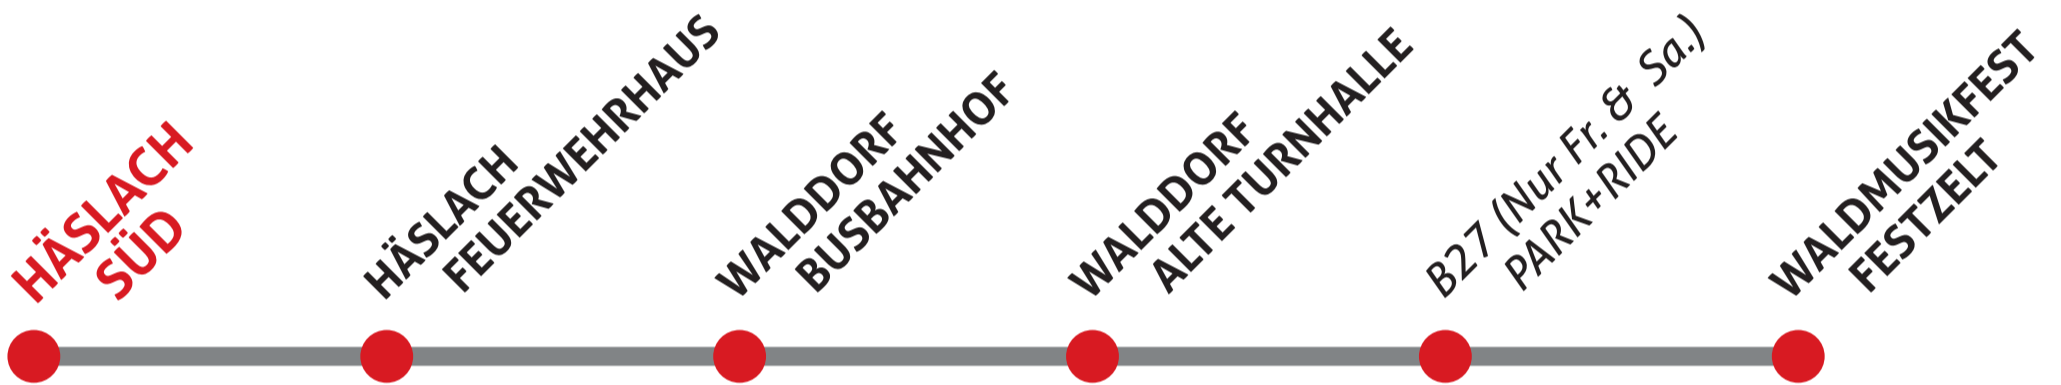 HÄSLACH
SÜD
HÄSLACH
FEUERWEHRHAUS
WALDDORF
BUSBAHNHOF
WALDDORF
ALTE TURNHALLE
B27 (Nur Fr. & Sa.)
PARK+RIDE
WALDMUSIKFEST
FESTZELT